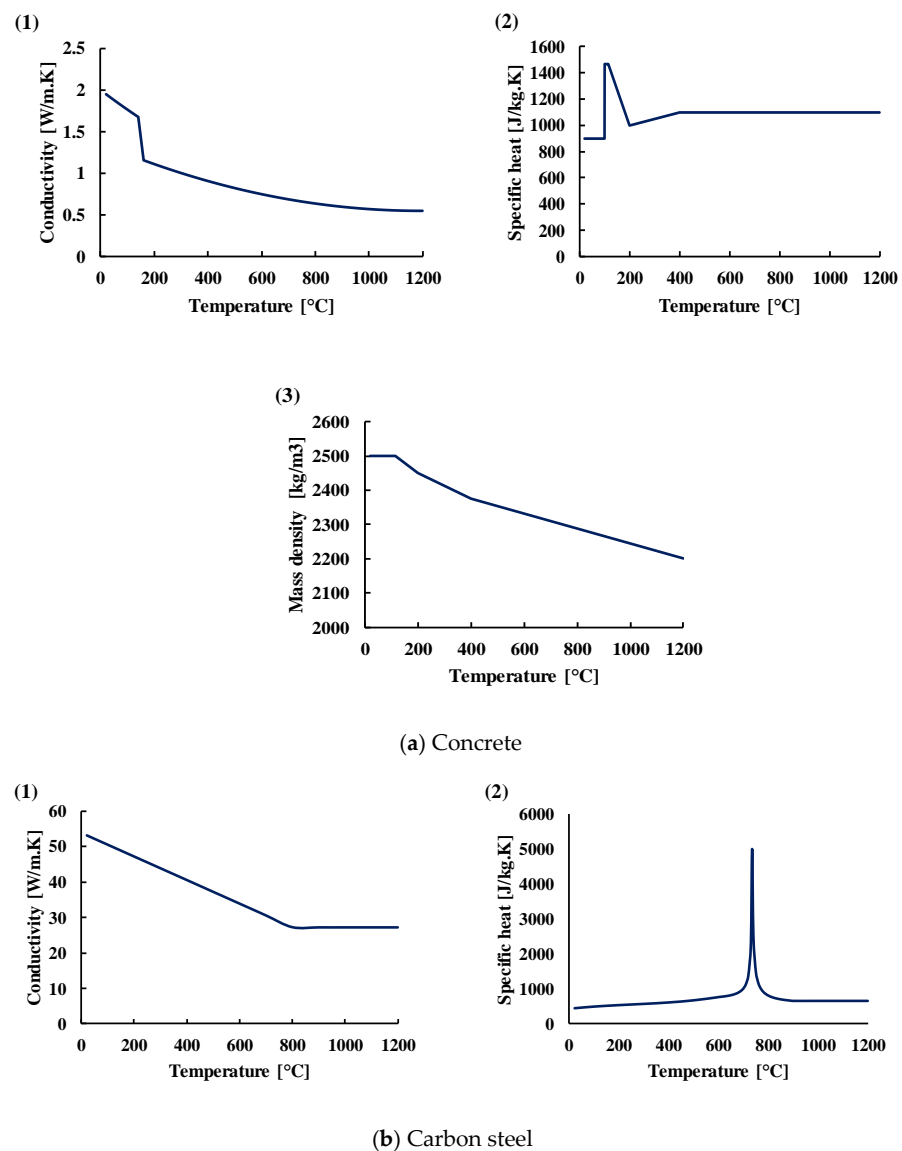 (1)
Conductivity [W/m.K]
2.5
2
1.5
1
0.5
0
0 200 400 600 800 1000 1200
Temperature [°C]
(2)
Specific heat [J/kg.K]
1600
1400
1200
1000
800
600
400
200
0
0 200 400 600 800 1000 1200
Temperature [°C]
(3)
Mass density [kg/m3]
2600
2500
2400
2300
2200
2100
2000
0 200 400 600 800 1000 1200
Temperature [°C]
(a) Concrete
(1)
Conductivity [W/m.K]
60
50
40
30
20
10
0
0 200 400 600 800 1000 1200
Temperature [°C]
(2)
Specific heat [J/kg.K]
6000
5000
4000
3000
2000
1000
0
0 200 400 600 800 1000 1200
Temperature [°C]
(b) Carbon steel